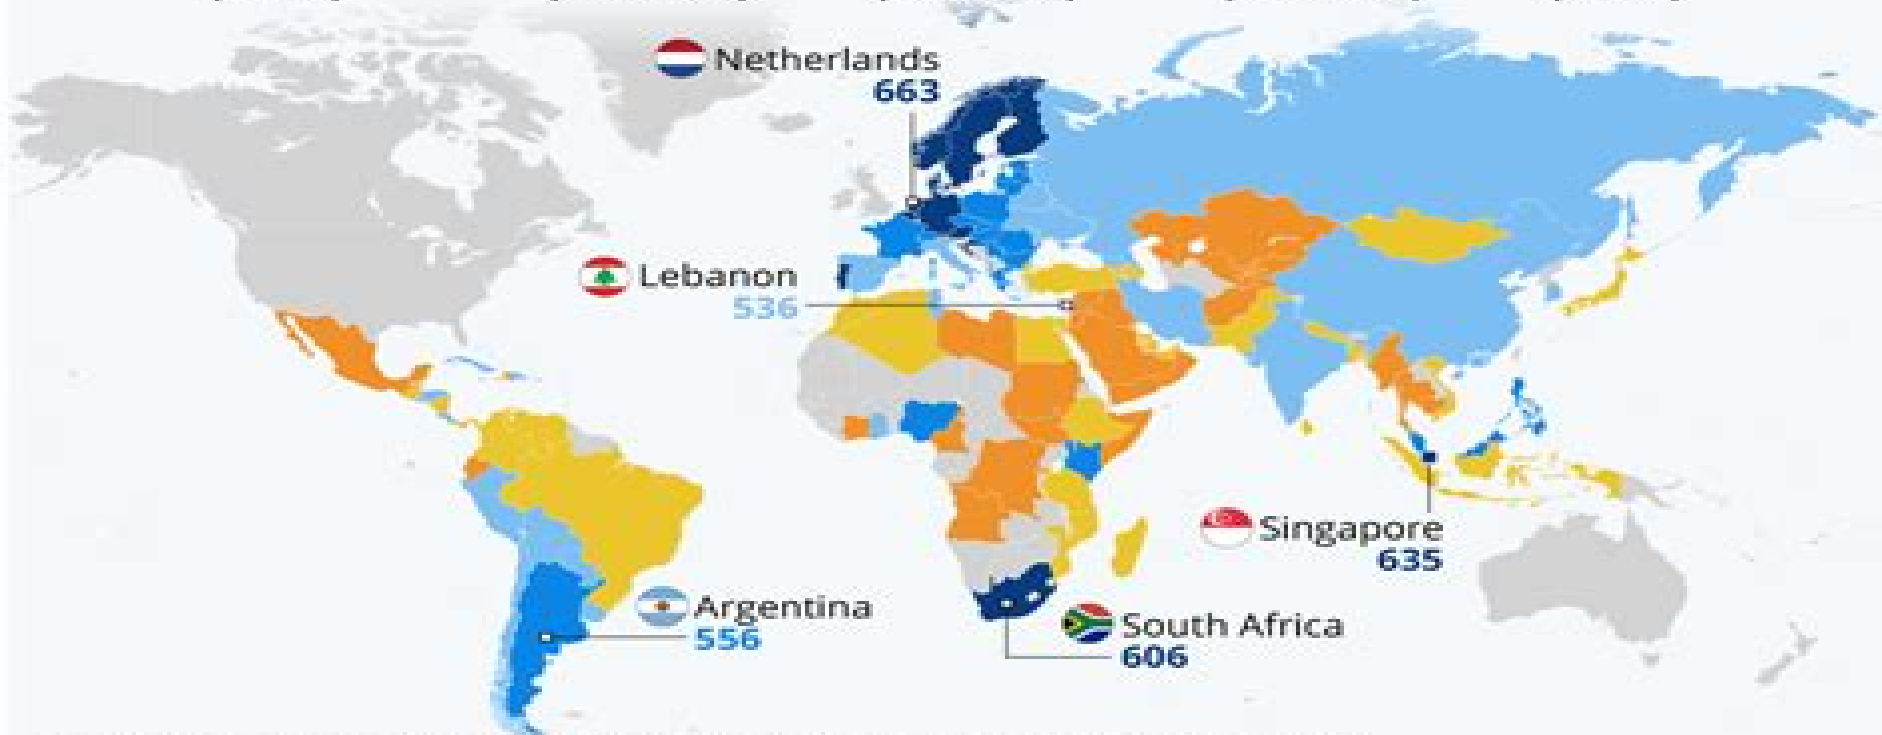 Netherlands
663
Lebanon
536
Singapore
635
Argentina
556
South Africa
606